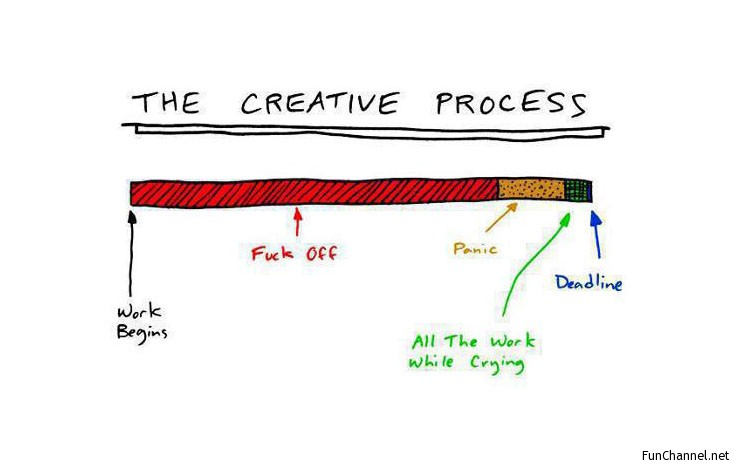 THE CREATIVE PROCESS
Fuck Off
Panic
Deadline
Work
Begins
All The Work
While Crying
FunChannel.net